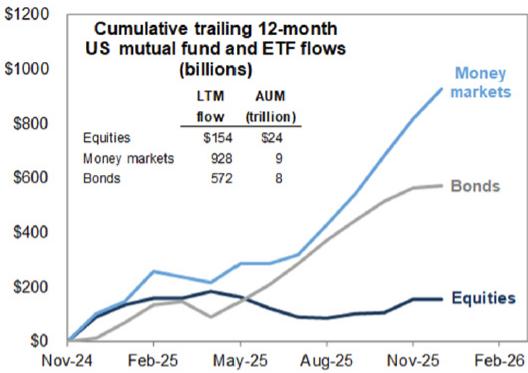 Cumulative trailing 12-month
US mutual fund and ETF flows
(billions)
LTM AUM
flow (trillion)
Equities $154 $24
Money markets 928 9
Bonds 572 8
$1200
$1000
$800
$600
$400
$200
$0
Money
markets
Bonds
Equities
Nov-24 Feb-25 May-25 Aug-25 Nov-25 Feb-26